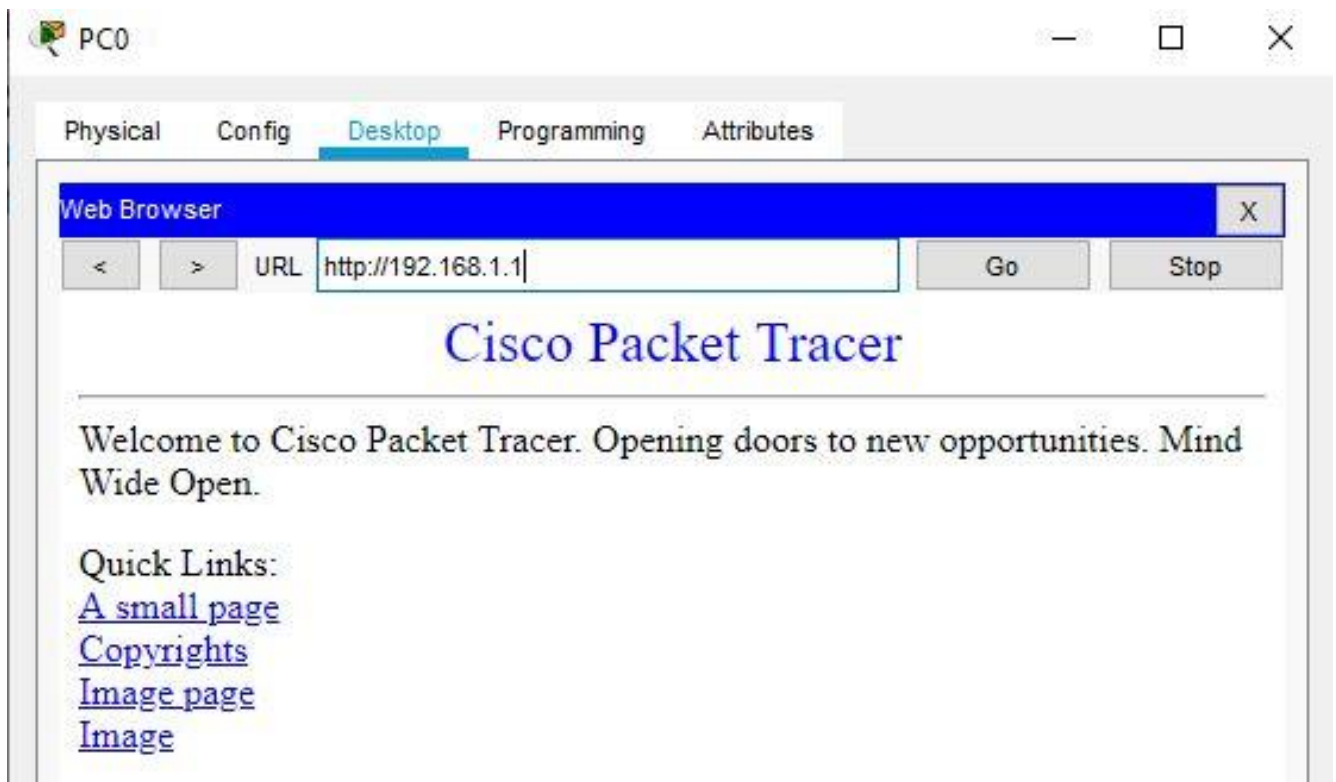 PC0
Physical Config Desktop Programming Attributes
Web Browser X
< > URL http://192.168.1.1 Go Stop
Cisco Packet Tracer
Welcome to Cisco Packet Tracer. Opening doors to new opportunities. Mind
Wide Open.
Quick Links:
A small page
Copyrights
Image page
Image